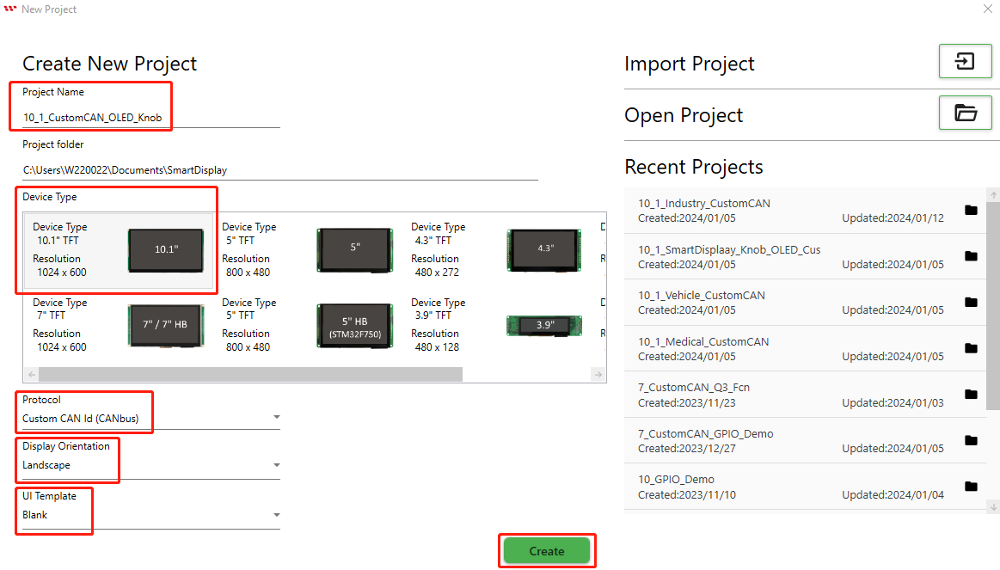 New Project
Create New Project
Project Name
10_1_CustomCAN_OLED_Knob
Project folder
C:\Users\W220022\Documents\SmartDisplay
Device Type
Device Type
10.1" TFT
Resolution
1024 x 600
10.1"
Device Type
5" TFT
Resolution
800 x 480
5"
Device Type
4.3" TFT
Resolution
480 x 272
4.3"
Device Type
7" TFT
Resolution
1024 x 600
7" / 7" HB
Device Type
5" TFT
Resolution
800 x 480
5" HB
(STM32F750)
Device Type
3.9" TFT
Resolution
480 x 128
3.9"
Protocol
Custom CAN Id (CANbus)
Display Orientation
Landscape
UI Template
Blank
Create
Import Project
Open Project
Recent Projects
10_1_Industry_CustomCAN
Created:2024/01/05 Updated:2024/01/12
10_1_SmartDisplaay_Knob_OLED_Cus
Created:2024/01/05 Updated:2024/01/05
10_1_Vehicle_CustomCAN
Created:2024/01/05 Updated:2024/01/05
10_1_Medical_CustomCAN
Created:2024/01/05 Updated:2024/01/05
7_CustomCAN_Q3_Fcn
Created:2023/11/23 Updated:2024/01/03
7_CustomCAN_GPIO_Demo
Created:2023/12/27 Updated:2024/01/05
10_GPIO_Demo
Created:2023/11/10 Updated:2024/01/04